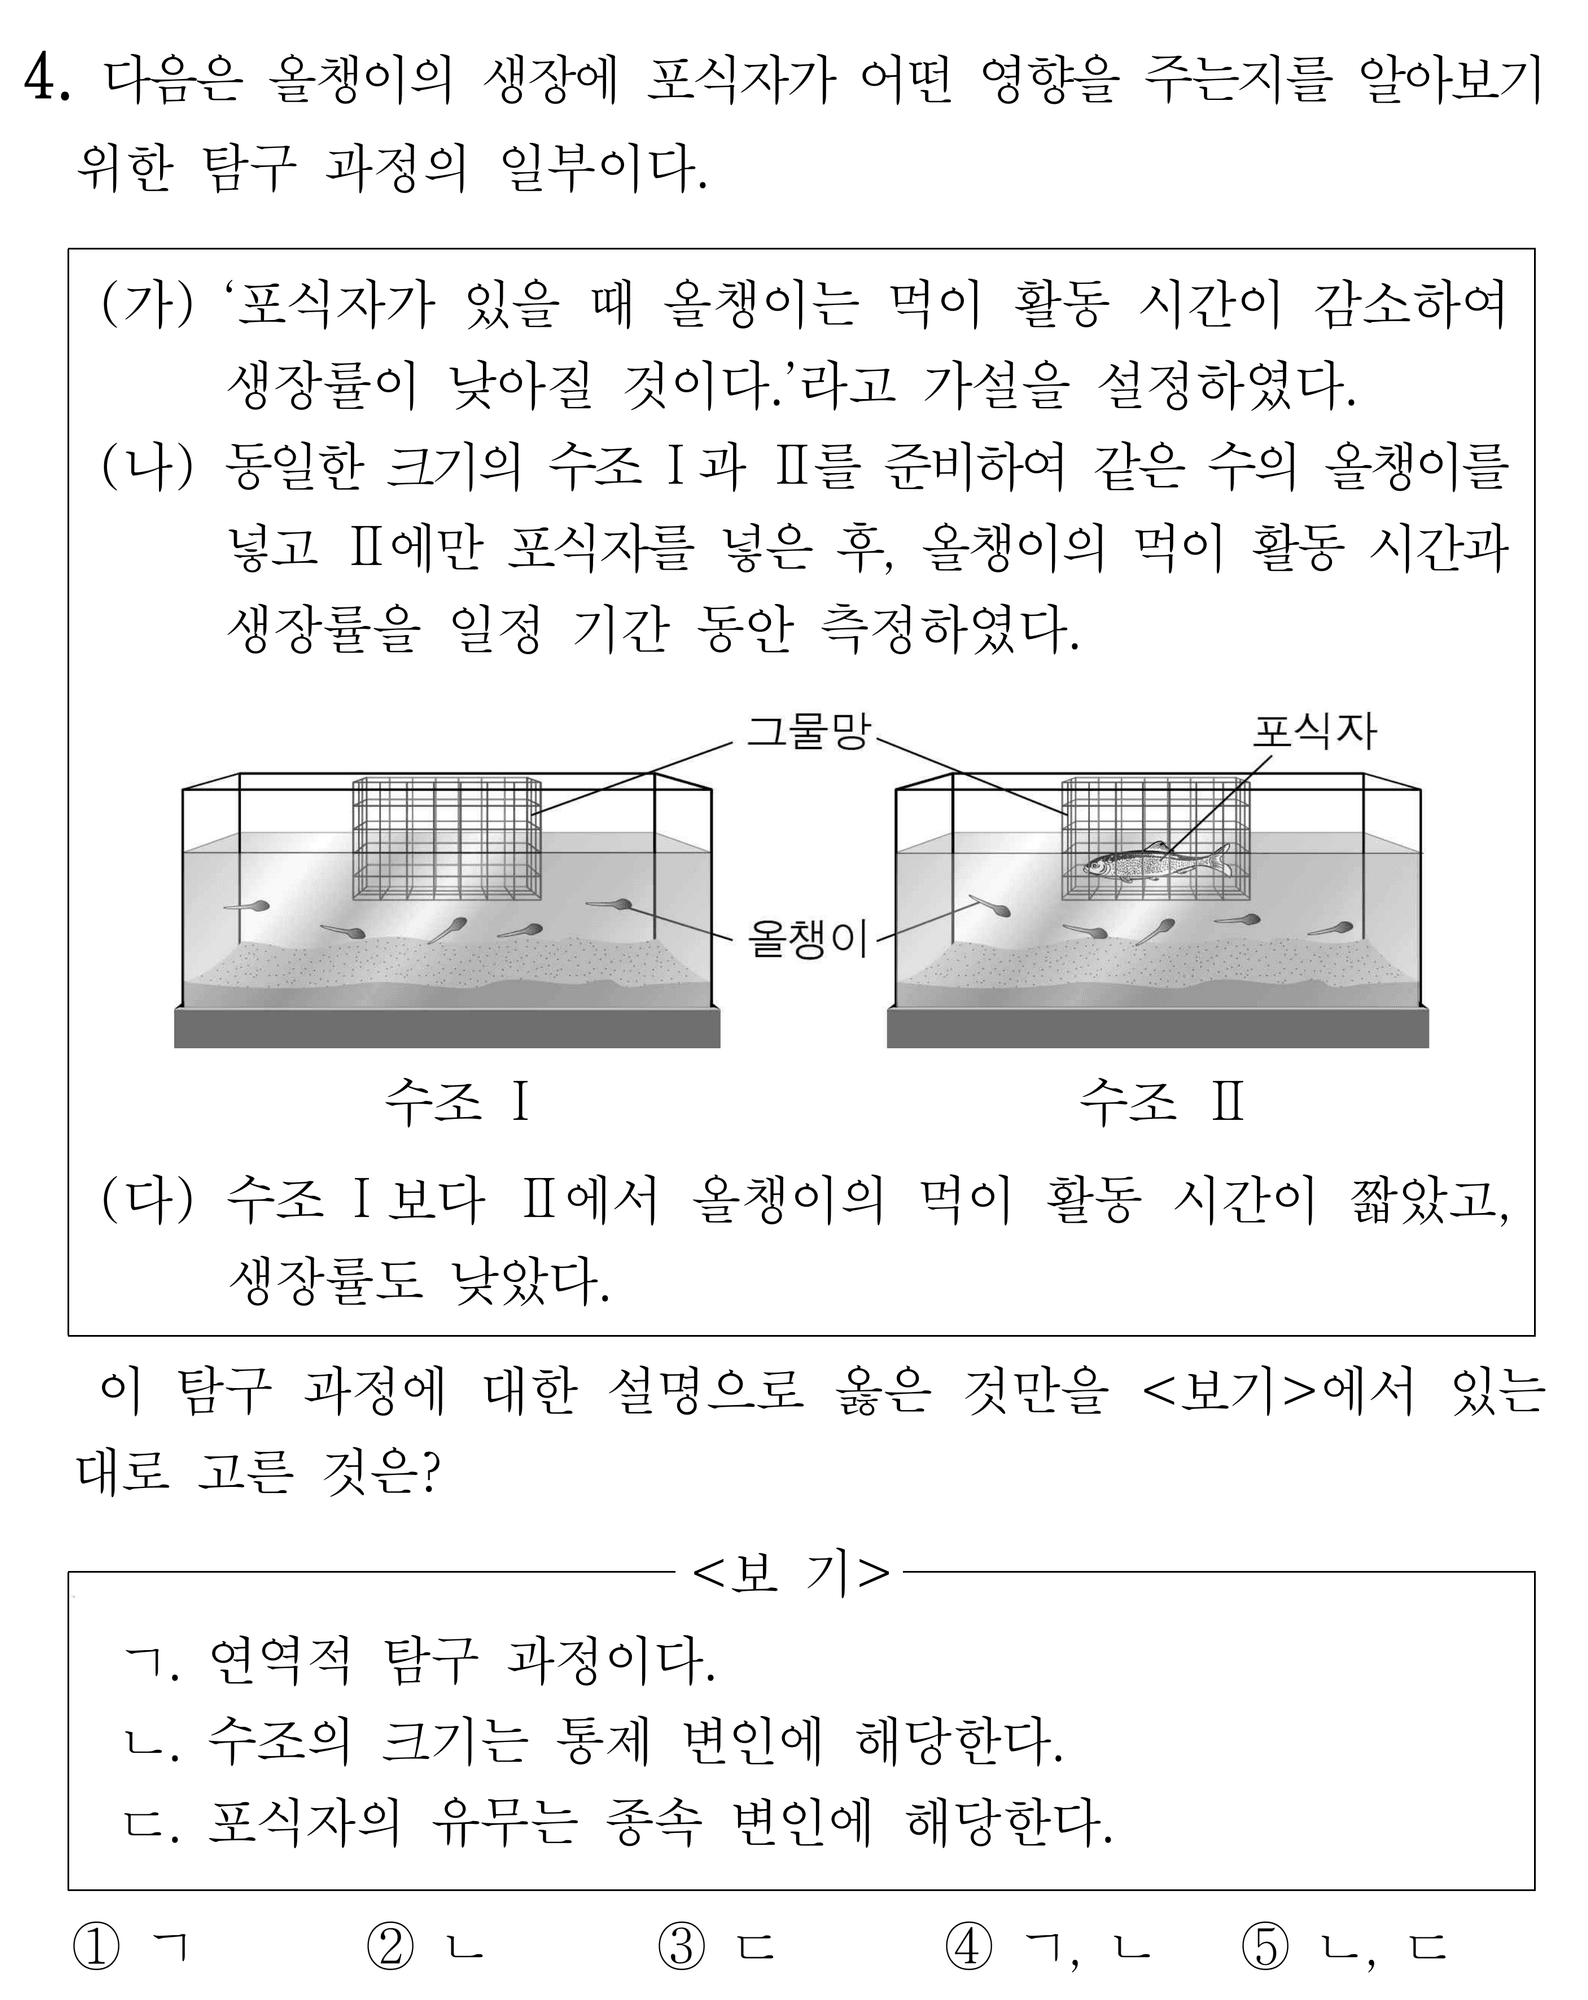 4. 다음은 올챙이의 생장에 포식자가 어떤 영향을 주는지를 알아보기
위한 탐구 과정의 일부이다.
(가) ‘포식자가 있을 때 올챙이는 먹이 활동 시간이 감소하여
생장률이 낮아질 것이다.’라고 가설을 설정하였다.
(나) 동일한 크기의 수조 Ⅰ과 Ⅱ를 준비하여 같은 수의 올챙이를
넣고 Ⅱ에만 포식자를 넣은 후, 올챙이의 먹이 활동 시간과
생장률을 일정 기간 동안 측정하였다.
그물망
포식자
올챙이
수조 Ⅰ
수조 Ⅱ
(다) 수조 Ⅰ보다 Ⅱ에서 올챙이의 먹이 활동 시간이 짧았고,
생장률도 낮았다.
이 탐구 과정에 대한 설명으로 옳은 것만을 <보기>에서 있는
대로 고른 것은?
<보 기>
ㄱ. 연역적 탐구 과정이다.
ㄴ. 수조의 크기는 통제 변인에 해당한다.
ㄷ. 포식자의 유무는 종속 변인에 해당한다.
① ㄱ ② ㄴ ③ ㄷ ④ ㄱ, ㄴ ⑤ ㄴ, ㄷ